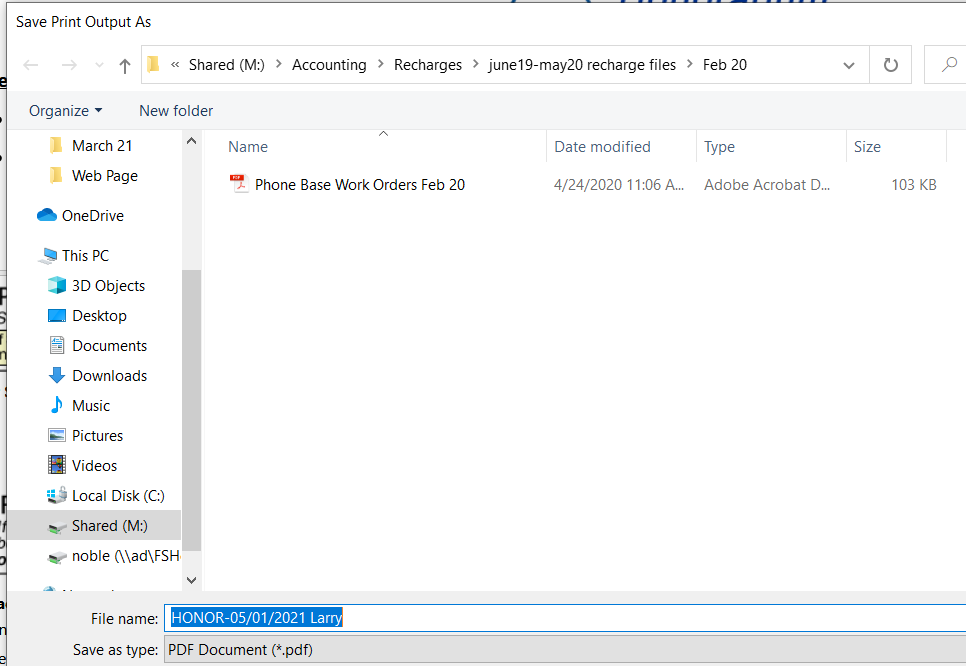 Save Print Output As
« Shared (M:) > Accounting > Recharges > june19-may20 recharge files > Feb 20
Organize New folder
March 21
Web Page
OneDrive
This PC
3D Objects
Desktop
Documents
Downloads
Music
Pictures
Videos
Local Disk (C:)
Shared (M:)
noble (\\ad\FSH
Name Date modified Type Size
Phone Base Work Orders Feb 20 4/24/2020 11:06 A... Adobe Acrobat D... 103 KB
File name: HONOR-05/01/2021 Larry
Save as type: PDF Document (*.pdf)